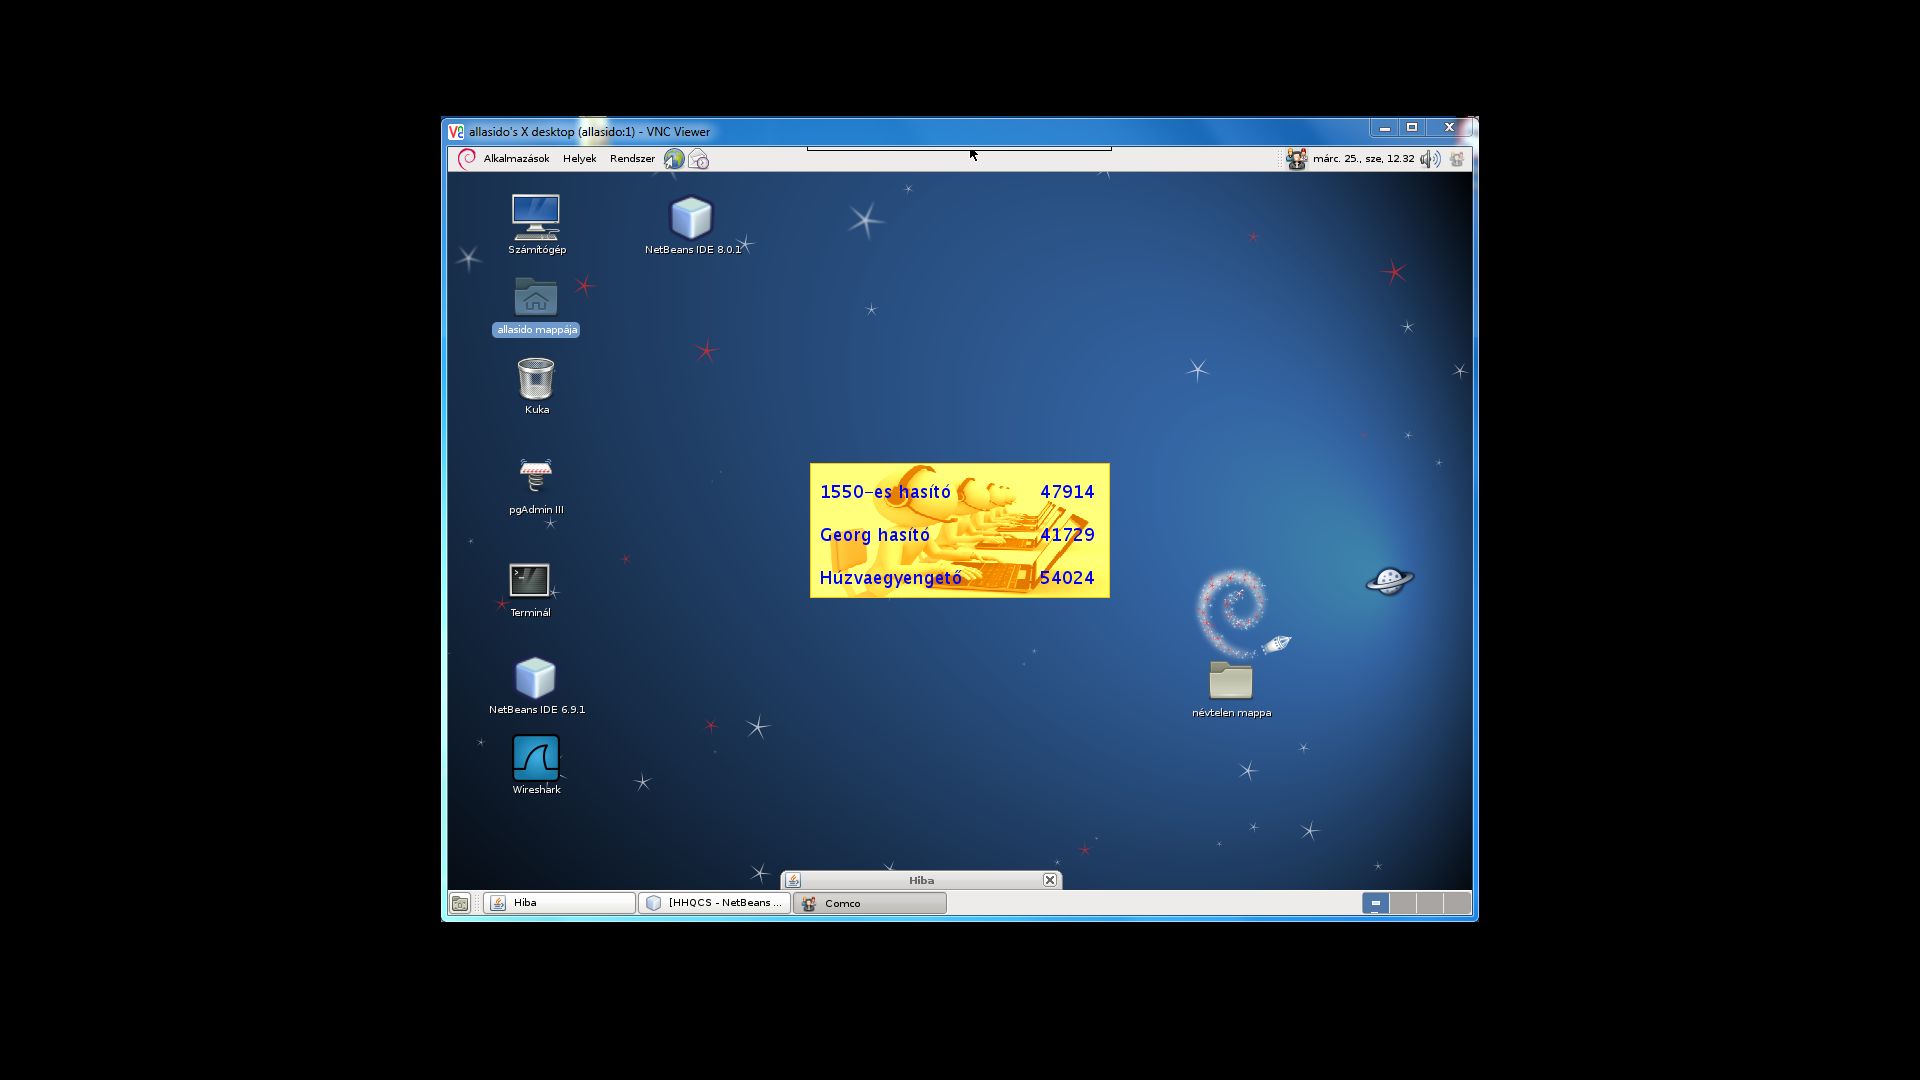 allasido's X desktop (allasido:1) - VNC Viewer
Alkalmazások Helyek Rendszer
márc. 25., sze, 12.32
Számítógép
NetBeans IDE 8.0.1
allasido mappája
Kuka
pgAdmin III
Terminál
NetBeans IDE 6.9.1
Wireshark
1550-es hasító 47914
Georg hasító 41729
Húzvaegyengető 54024
névtelen mappa
Hiba
Hiba
[HHQCS - NetBeans ...
Comco